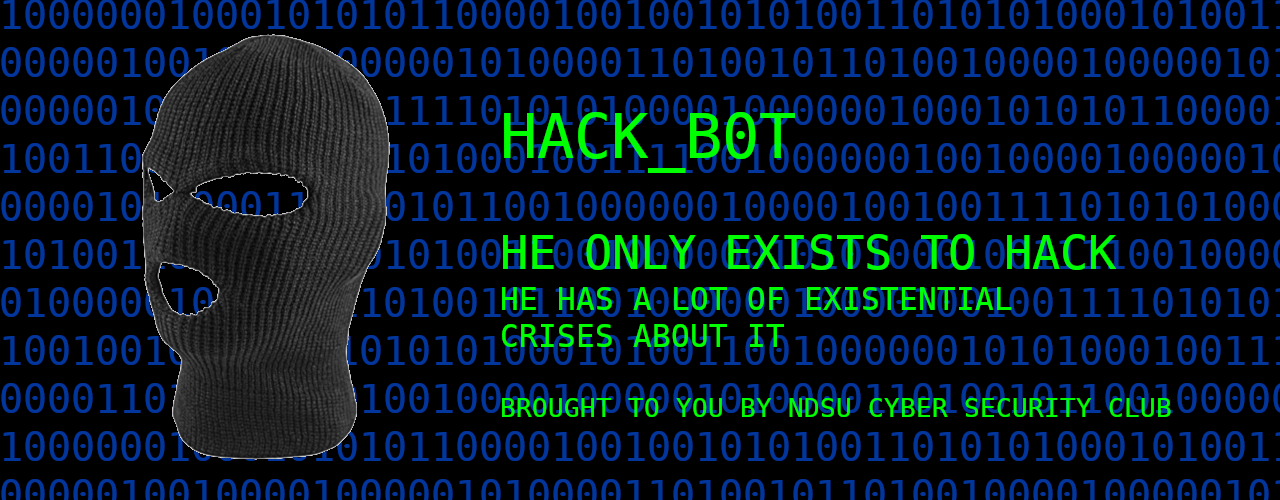 HACK_B0T
HE ONLY EXISTS TO HACK
HE HAS A LOT OF EXISTENTIAL
CRISES ABOUT IT
BROUGHT TO YOU BY NDSU CYBER SECURITY CLUB